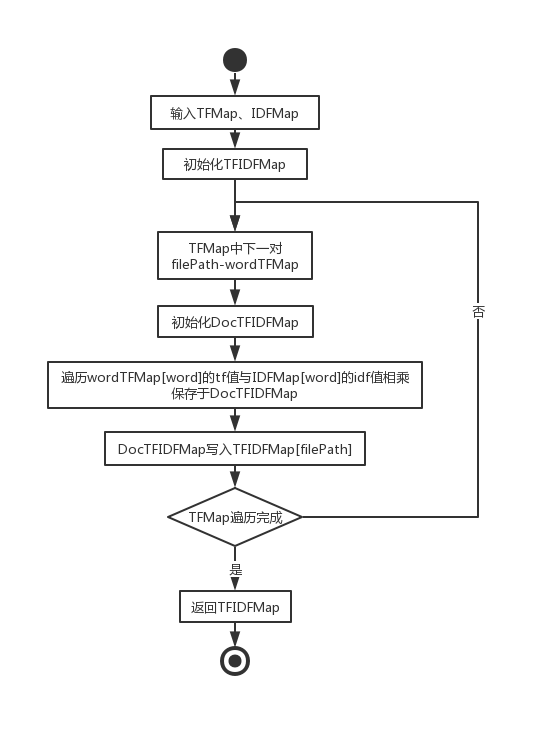 输入TFMap、IDFMap
初始化TFIDFMap
TFMap中下一对
filePath-wordTFMap
初始化DocTFIDFMap
否
遍历wordTFMap[word]的tf值与IDFMap[word]的idf值相乘
保存于DocTFIDFMap
DocTFIDFMap写入TFIDFMap[filePath]
TFMap遍历完成
是
返回TFIDFMap